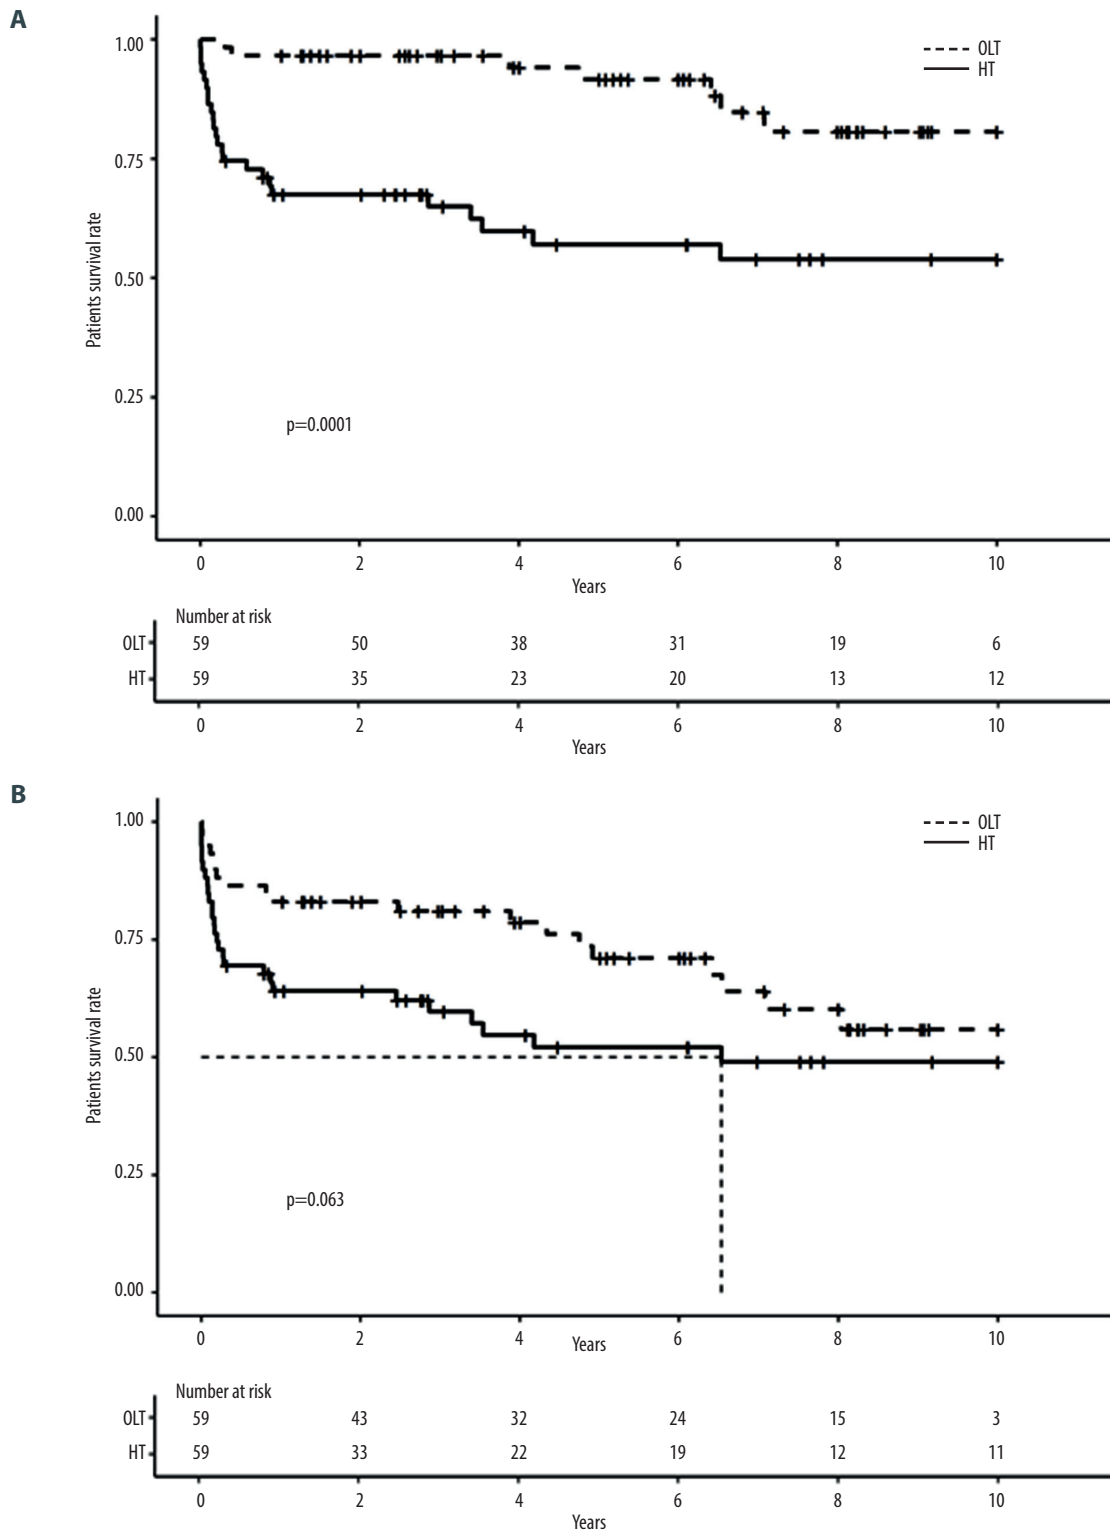 A
1.00
0.75
0.50
0.25
0.00
Patients survival rate
OLT
HT
p=0.0001
0 2 4 6 8 10
Years
Number at risk
OLT 59 50 38 31 19 6
HT 59 35 23 20 13 12
0 2 4 6 8 10
Years
B
1.00
0.75
0.50
0.25
0.00
Patients survival rate
OLT
HT
p=0.063
0 2 4 6 8 10
Years
Number at risk
OLT 59 43 32 24 15 3
HT 59 33 22 19 12 11
0 2 4 6 8 10
Years